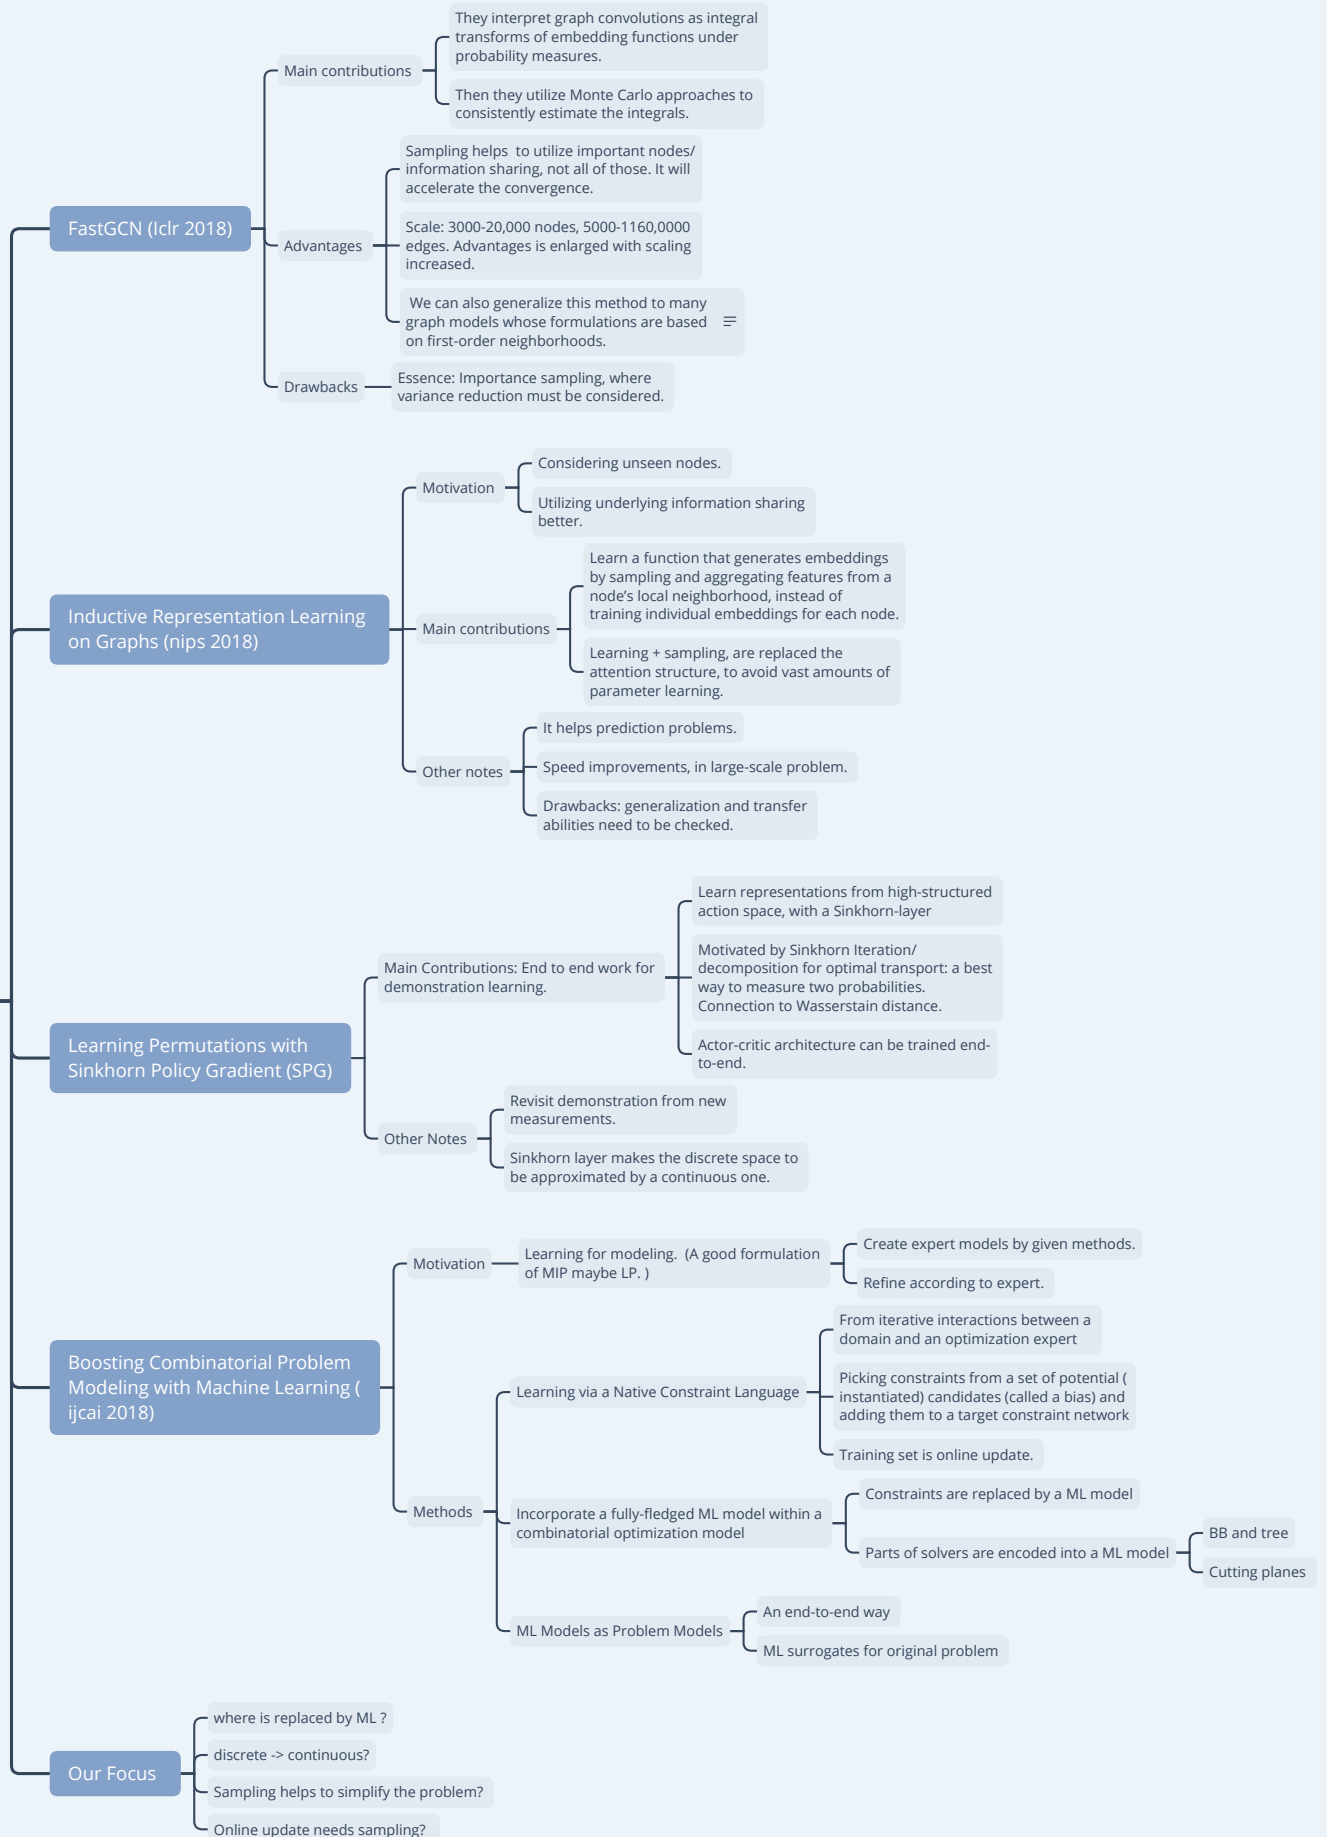 FastGCN (Iclr 2018)
Main contributions
They interpret graph convolutions as integral
transforms of embedding functions under
probability measures.
Then they utilize Monte Carlo approaches to
consistently estimate the integrals.
Advantages
Sampling helps  to utilize important nodes/
information sharing, not all of those. It will
accelerate the convergence.
Scale: 3000-20,000 nodes, 5000-1160,0000
edges. Advantages is enlarged with scaling
increased.
We can also generalize this method to many
graph models whose formulations are based
on first-order neighborhoods.
Drawbacks
Essence: Importance sampling, where
variance reduction must be considered.
Inductive Representation Learning
on Graphs (nips 2018)
Motivation
Considering unseen nodes.
Utilizing underlying information sharing
better.
Main contributions
Learn a function that generates embeddings
by sampling and aggregating features from a
node’s local neighborhood, instead of
training individual embeddings for each node.
Learning + sampling, are replaced the
attention structure, to avoid vast amounts of
parameter learning.
Other notes
It helps prediction problems.
Speed improvements, in large-scale problem.
Drawbacks: generalization and transfer
abilities need to be checked.
Learning Permutations with
Sinkhorn Policy Gradient (SPG)
Main Contributions: End to end work for
demonstration learning.
Learn representations from high-structured
action space, with a Sinkhorn-layer
Motivated by Sinkhorn Iteration/
decomposition for optimal transport: a best
way to measure two probabilities.
Connection to Wasserstain distance.
Actor-critic architecture can be trained end-
to-end.
Other Notes
Revisit demonstration from new
measurements.
Sinkhorn layer makes the discrete space to
be approximated by a continuous one.
Boosting Combinatorial Problem
Modeling with Machine Learning (
ijcai 2018)
Motivation
Learning for modeling.  (A good formulation
of MIP maybe LP. )
Create expert models by given methods.
Refine according to expert.
Methods
Learning via a Native Constraint Language
From iterative interactions between a
domain and an optimization expert
Picking constraints from a set of potential (
instantiated) candidates (called a bias) and
adding them to a target constraint network
Training set is online update.
Incorporate a fully-fledged ML model within a
combinatorial optimization model
Constraints are replaced by a ML model
Parts of solvers are encoded into a ML model
BB and tree
Cutting planes
ML Models as Problem Models
An end-to-end way
ML surrogates for original problem
Our Focus
where is replaced by ML ?
discrete -> continuous?
Sampling helps to simplify the problem?
Online update needs sampling?